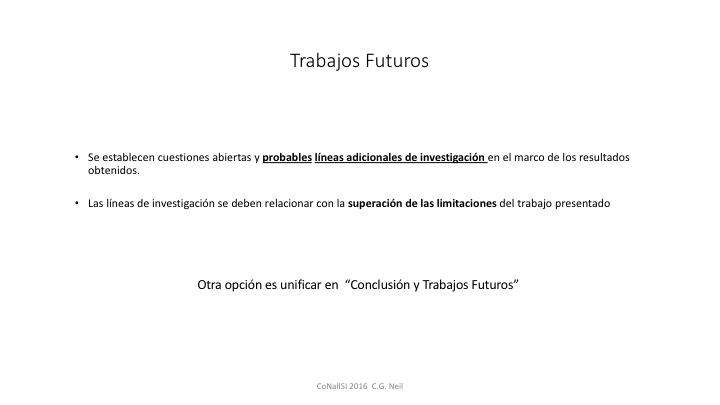 Trabajos Futuros
• Se establecen cuestiones abiertas y probables líneas adicionales de investigación en el marco de los resultados
obtenidos.
• Las líneas de investigación se deben relacionar con la superación de las limitaciones del trabajo presentado
Otra opción es unificar en “Conclusión y Trabajos Futuros”
CoNaIISI 2016 C.G. Neil